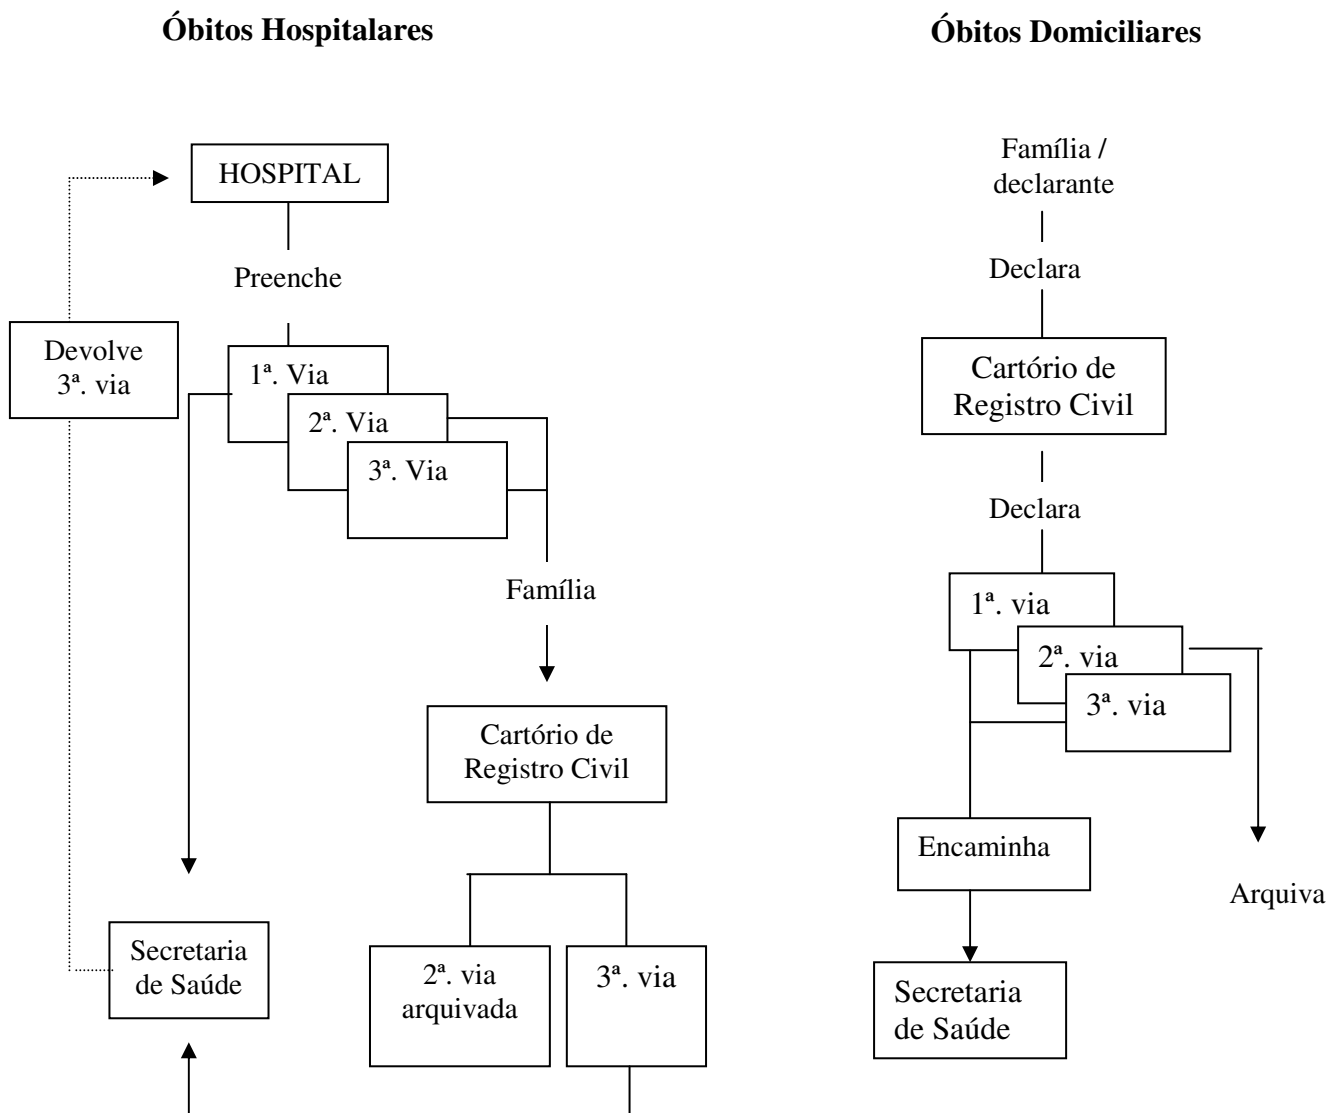 Óbitos Hospitalares
HOSPITAL
Preenche
Devolve
3ª. via
1ª. Via
2ª. Via
3ª. Via
Família
Cartório de
Registro Civil
Secretaria
de Saúde
2ª. via
arquivada
3ª. via
Óbitos Domiciliares
Família /
declarante
Declara
Cartório de
Registro Civil
Declara
1ª. via
2ª. via
3ª. via
Encaminha
Arquiva
Secretaria
de Saúde